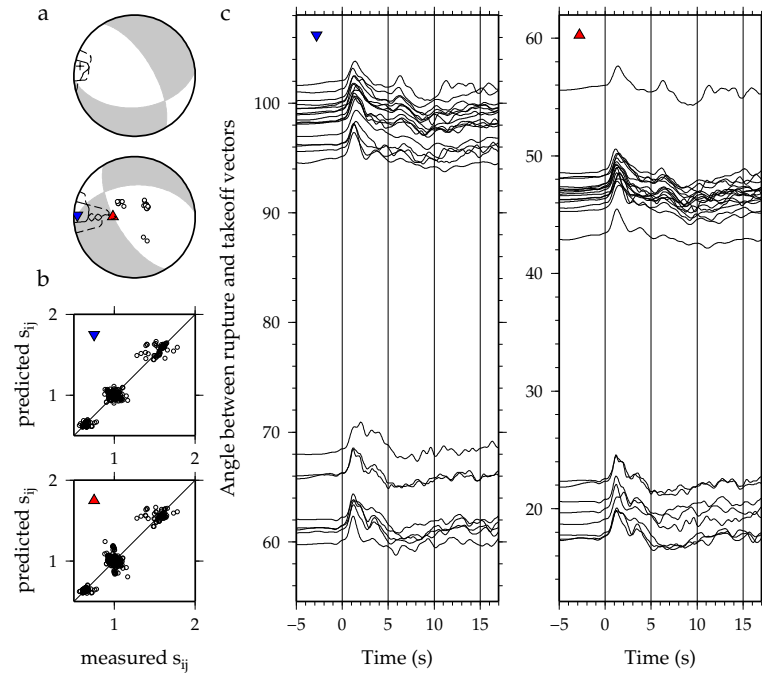 a
b
predicted s_ij
2
1
1
2
predicted s_ij
2
1
1
2
measured s_ij
c
Angle between rupture and takeoff vectors
100
90
80
70
60
−5 0 5 10 15
Time (s)
60
50
40
30
20
−5 0 5 10 15
Time (s)